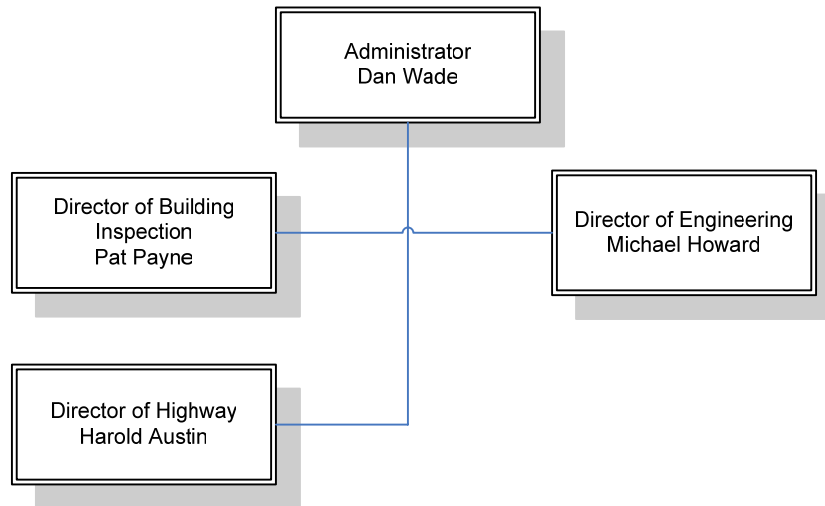 Administrator
Dan Wade
Director of Building
Inspection
Pat Payne
Director of Engineering
Michael Howard
Director of Highway
Harold Austin